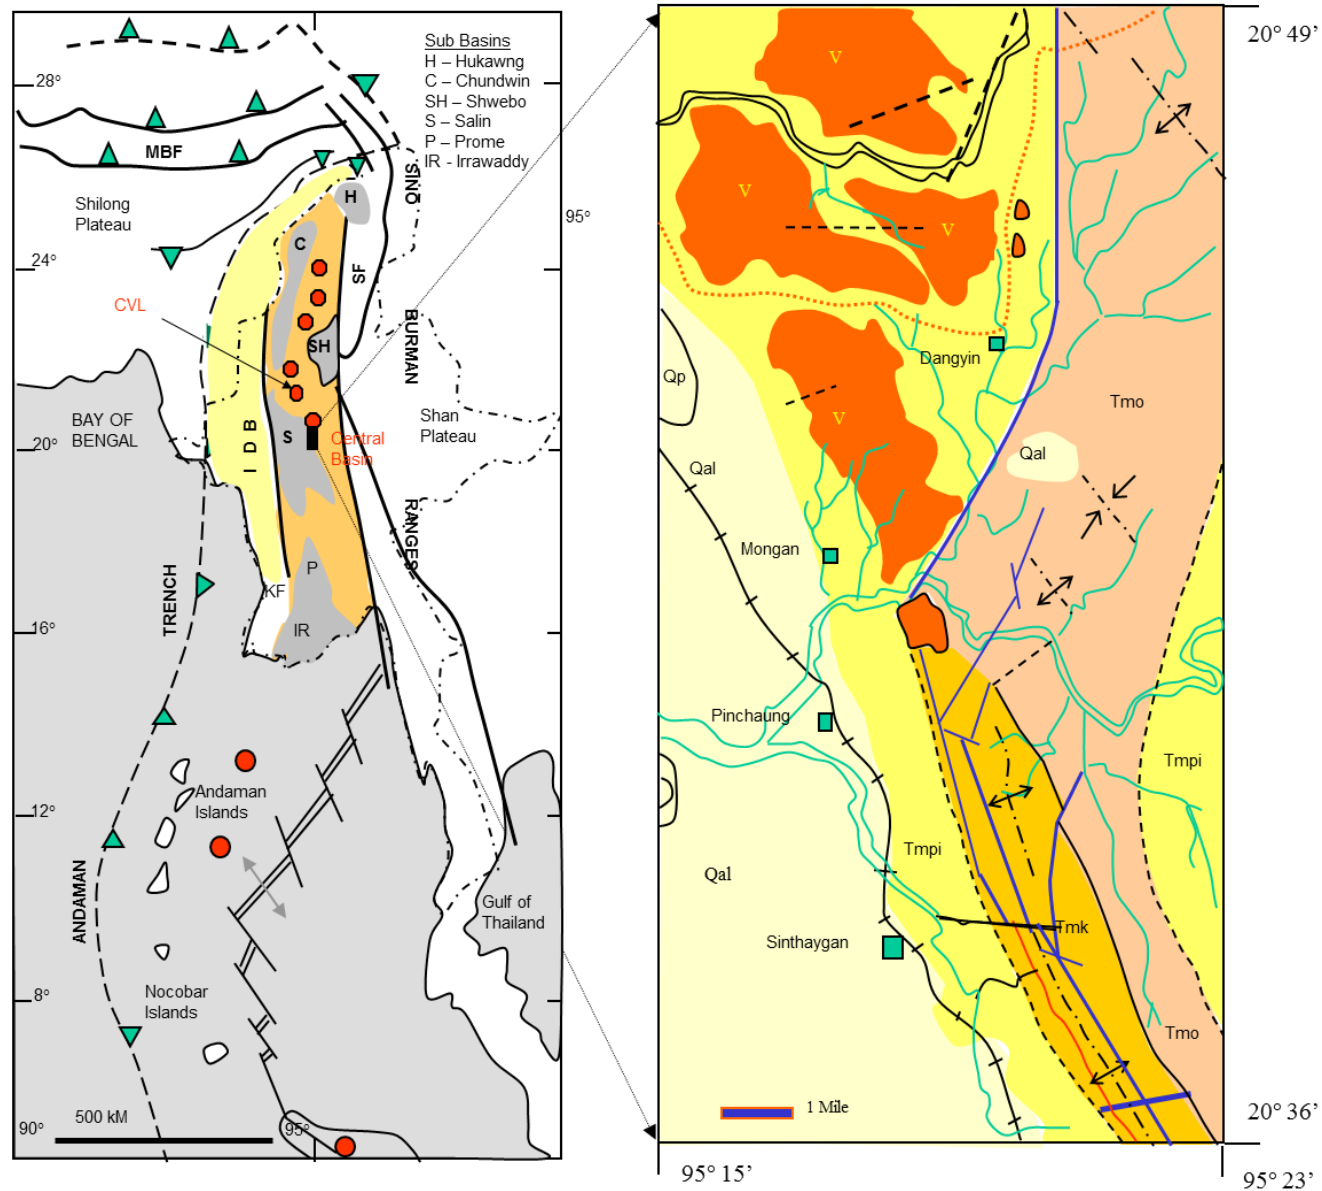 Sub Basins
H – Hukawng
C – Chundwin
SH – Shwebo
S – Salin
P – Prome
IR - Irrawaddy
28°
MBF
Shilong
Plateau
H
SINO
95°
C
24°
SF
CVL
SH
BURMAN
BAY OF
BENGAL
20°
I D B
S
Central
Basin
Shan
Plateau
RANGES
P
KF
TRENCH
IR
16°
Andaman
Islands
12°
ANDAMAN
Gulf of
Thailand
8°
Nocobar
Islands
500 kM
90°
95°
20° 49’
V
V
V
Dangyin
Qp
V
Tmo
Qal
Qal
Mongan
Pinchaung
Tmpi
Tmpi
Qal
Tmk
Sinthaygan
Tmo
1 Mile
20° 36’
95° 15’
95° 23’